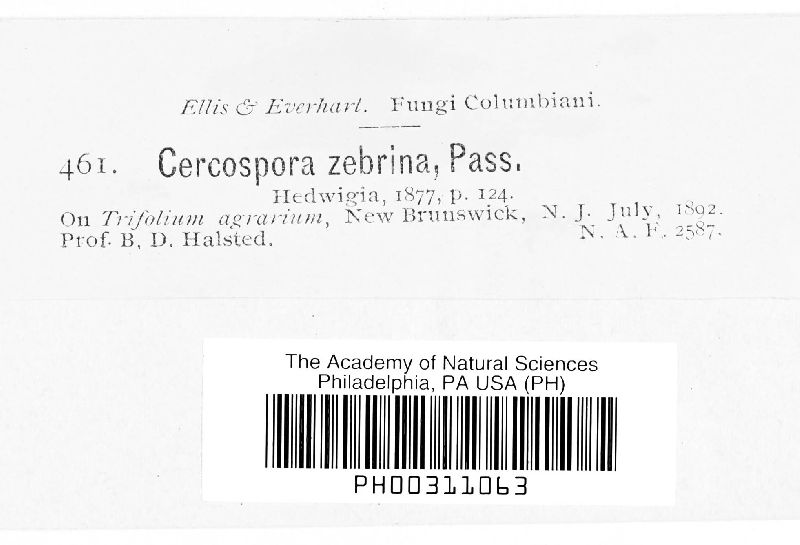 Ellis & Everhart. Fungi Columbiani.
461. Cercospora zebrina, Pass.
Hedwigia, 1877, p. 124.
On Trifolium agrarium, New Brunswick, N. J. July, 1892.
Prof. B. D. Halsted. N. A. F. 2587.
The Academy of Natural Sciences
Philadelphia, PA USA (PH)
PH00311063